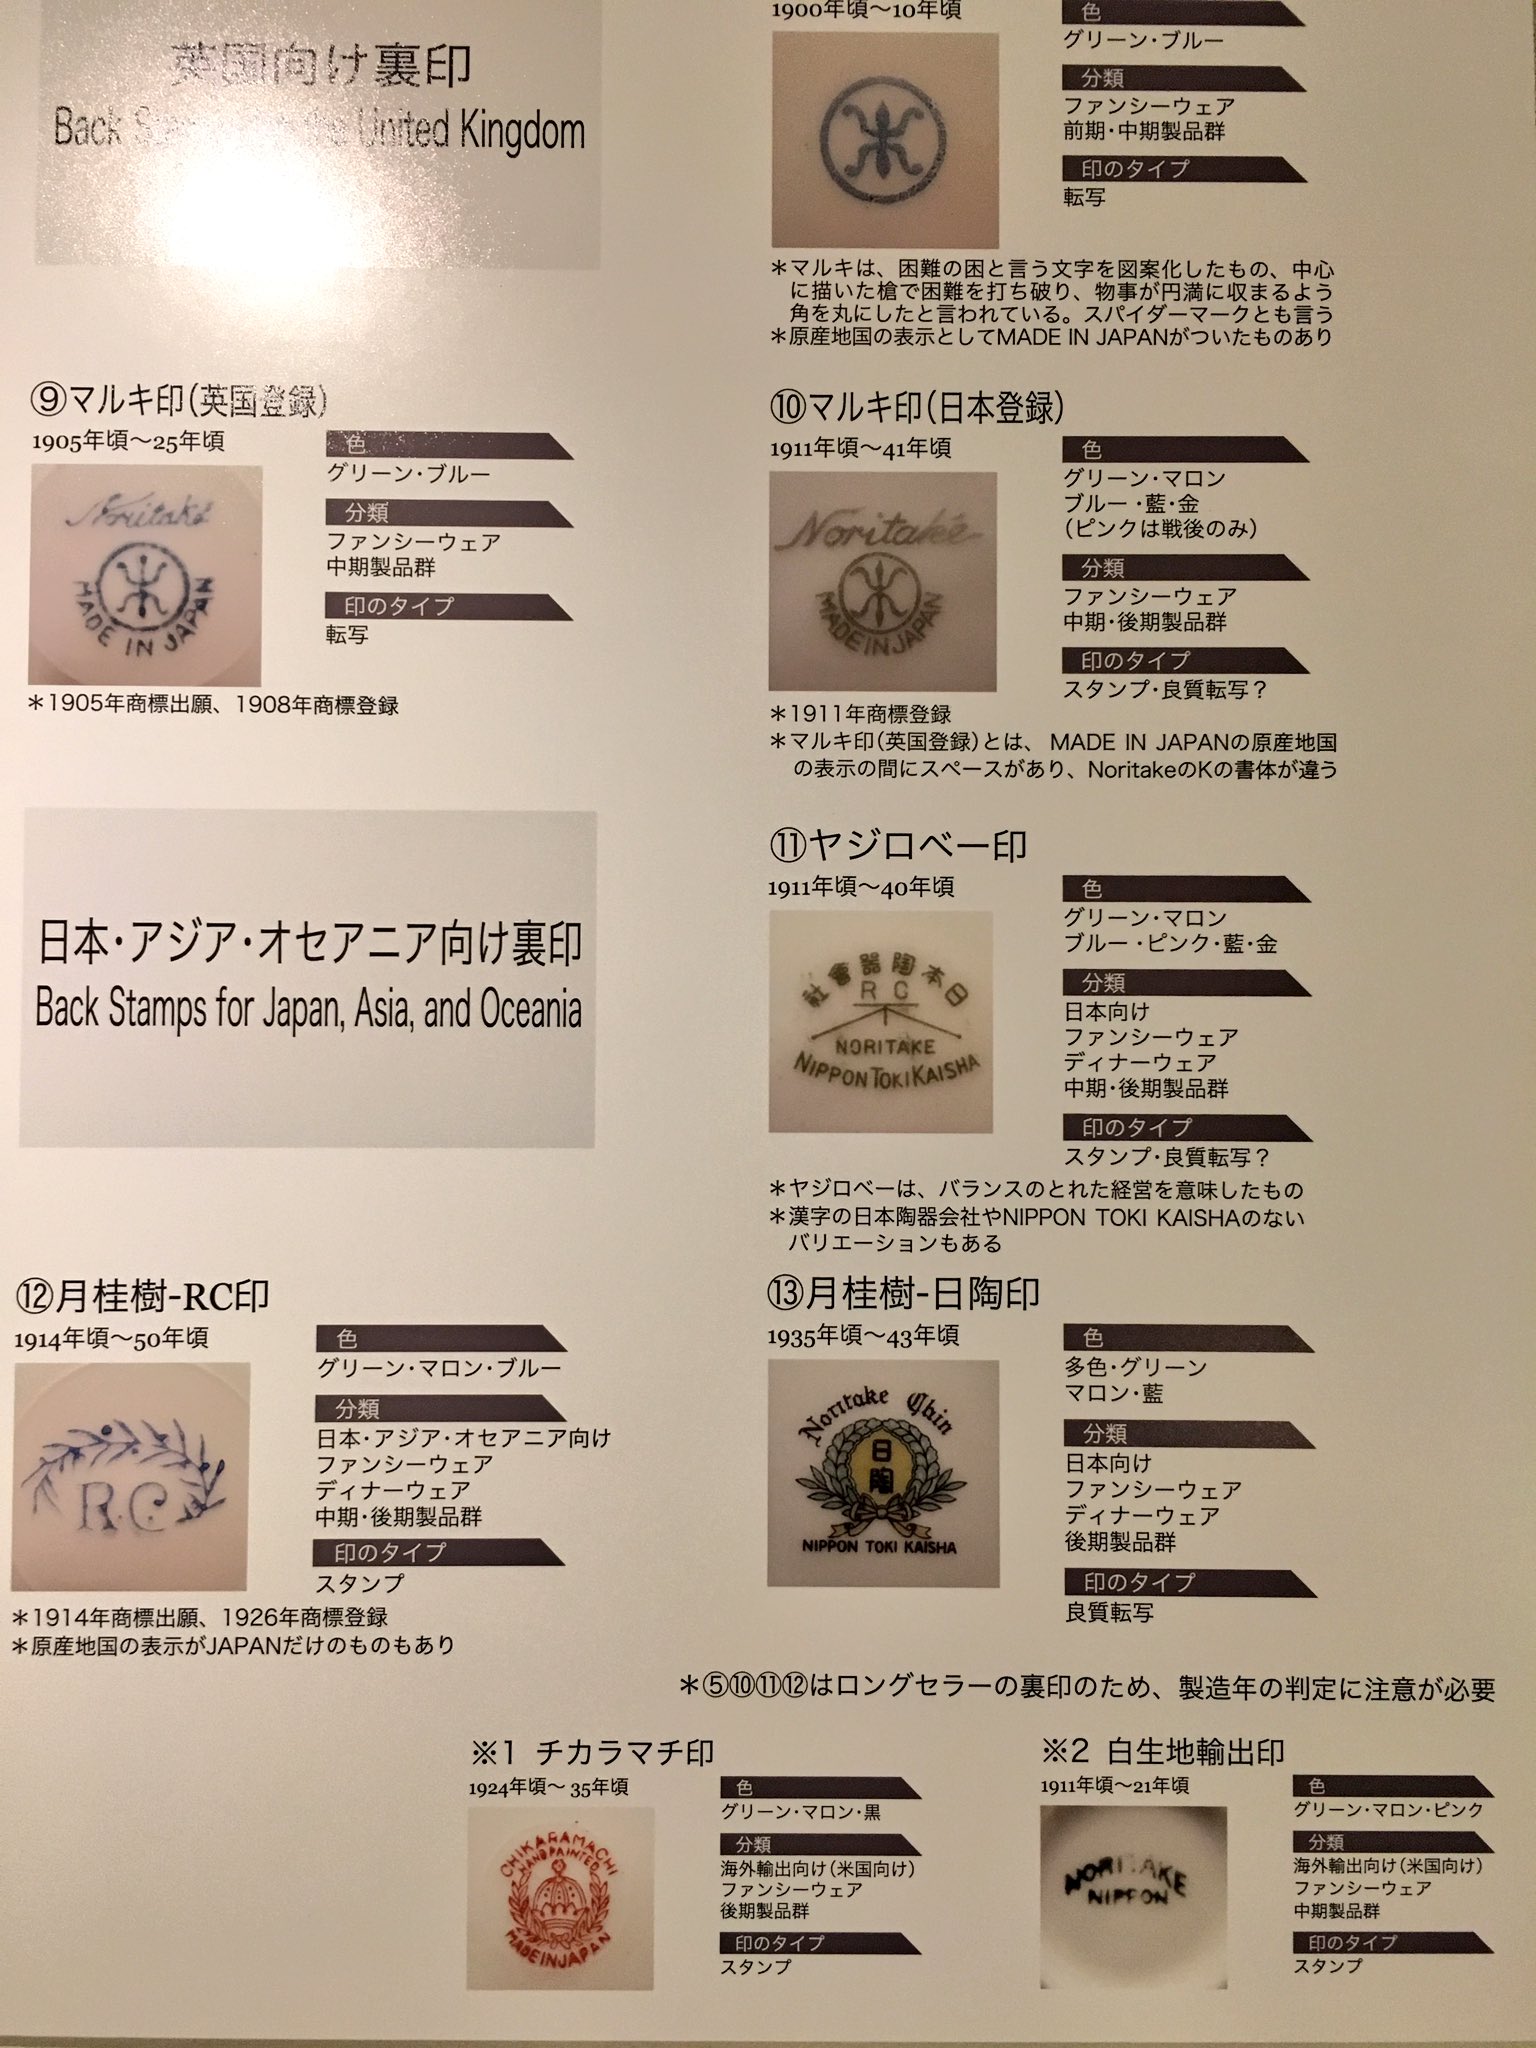 英国向け裏印
Back the United Kingdom
1900年頃〜10年頃
色
グリーン・ブルー
分類
ファンシーウェア
前期・中期製品群
印のタイプ
転写
＊マルキは、困難の困と言う文字を図案化したもの、中心
に描いた槍で困難を打ち破り、物事が円満に収まるよう
角を丸にしたと言われている。スパイダーマークとも言う
＊原産地国の表示としてMADE IN JAPANがついたものあり
⑨マルキ印(英国登録)
1905年頃〜25年頃
Noritaké
MADE IN JAPAN
色
グリーン・ブルー
分類
ファンシーウェア
中期製品群
印のタイプ
転写
＊1905年商標出願、1908年商標登録
⑩マルキ印(日本登録)
1911年頃〜41年頃
Noritaké
MADE IN JAPAN
色
グリーン・マロン
ブルー・藍・金
(ピンクは戦後のみ)
分類
ファンシーウェア
中期・後期製品群
印のタイプ
スタンプ・良質転写？
＊1911年商標登録
＊マルキ印(英国登録)とは、MADE IN JAPANの原産地国
の表示の間にスペースがあり、NoritakeのKの書体が違う
日本・アジア・オセアニア向け裏印
Back Stamps for Japan, Asia, and Oceania
⑪ヤジロベー印
1911年頃〜40年頃
社會器陶本日
RC
NORITAKE
NIPPON TOKI KAISHA
色
グリーン・マロン
ブルー・ピンク・藍・金
分類
日本向け
ファンシーウェア
ディナーウェア
中期・後期製品群
印のタイプ
スタンプ・良質転写？
＊ヤジロベーは、バランスのとれた経営を意味したもの
＊漢字の日本陶器会社やNIPPON TOKI KAISHAのない
バリエーションもある
⑫月桂樹-RC印
1914年頃〜50年頃
RC
色
グリーン・マロン・ブルー
分類
日本・アジア・オセアニア向け
ファンシーウェア
ディナーウェア
中期・後期製品群
印のタイプ
スタンプ
＊1914年商標出願、1926年商標登録
＊原産地国の表示がJAPANだけのものもあり
⑬月桂樹-日陶印
1935年頃〜43年頃
Noritake Chin
日陶
NIPPON TOKI KAISHA
色
多色・グリーン
マロン・藍
分類
日本向け
ファンシーウェア
ディナーウェア
後期製品群
印のタイプ
良質転写
＊⑤⑩⑪⑫はロングセラーの裏印のため、製造年の判定に注意が必要
※1 チカラマチ印
1924年頃〜35年頃
CHIKARAMACHI
HAND PAINTED
MADE IN JAPAN
色
グリーン・マロン・黒
分類
海外輸出向け(米国向け)
ファンシーウェア
後期製品群
印のタイプ
スタンプ
※2 白生地輸出印
1911年頃〜21年頃
NORITAKE
NIPPON
色
グリーン・マロン・ピンク
分類
海外輸出向け(米国向け)
ファンシーウェア
中期製品群
印のタイプ
スタンプ